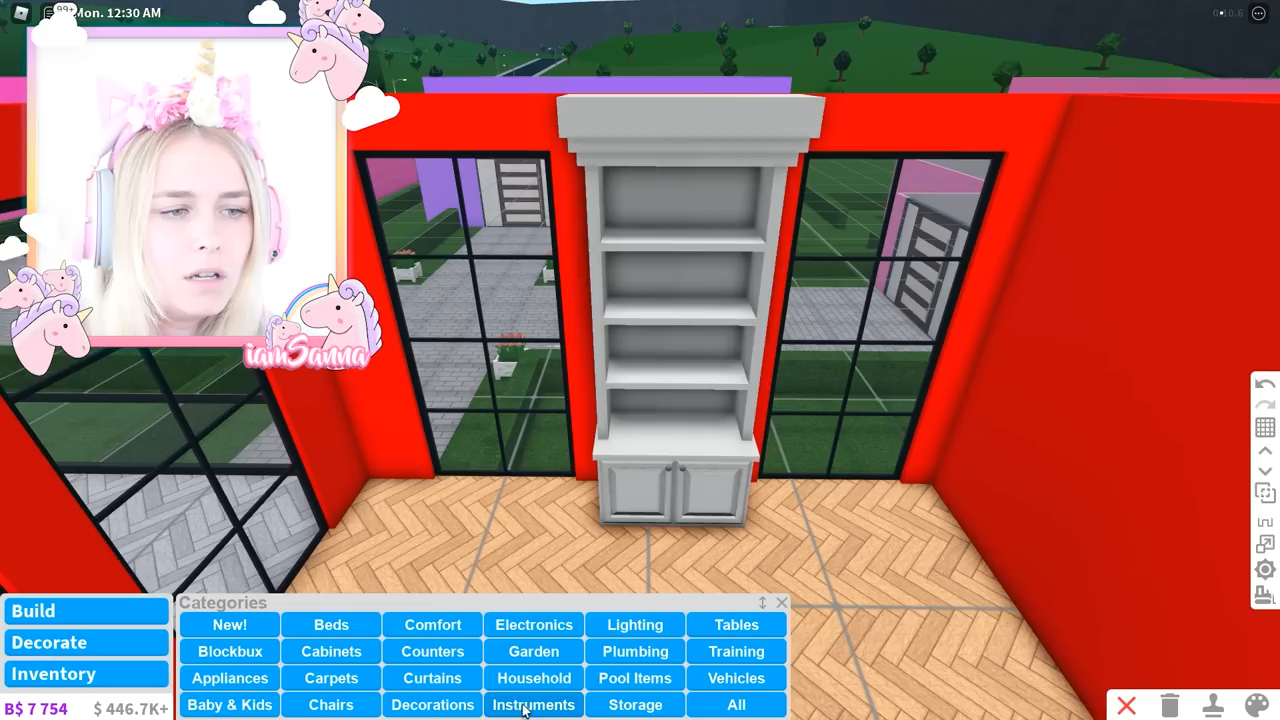 99+
Mon. 12:30 AM
iamSanna
Categories
New! Beds Comfort Electronics Lighting Tables
Blockbux Cabinets Counters Garden Plumbing Training
Appliances Carpets Curtains Household Pool Items Vehicles
Baby & Kids Chairs Decorations Instruments Storage All
Build
Decorate
Inventory
B$ 7 754 $ 446.7K+